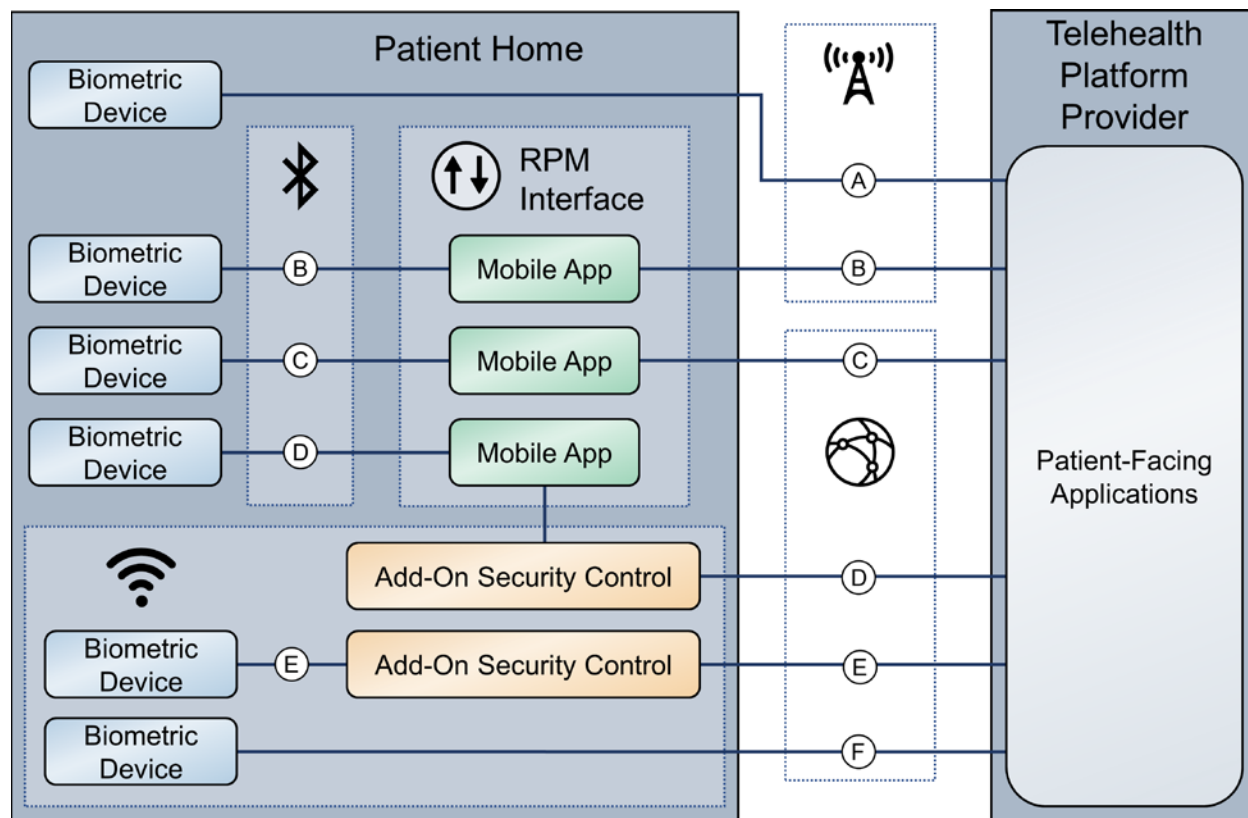 Patient Home
Telehealth
Platform
Provider
Biometric
Device
A
RPM
Interface
Biometric
Device
B
Mobile App
B
Biometric
Device
C
Mobile App
C
Biometric
Device
D
Mobile App
Patient-Facing
Applications
Add-On Security Control
D
Biometric
Device
E
Add-On Security Control
E
Biometric
Device
F